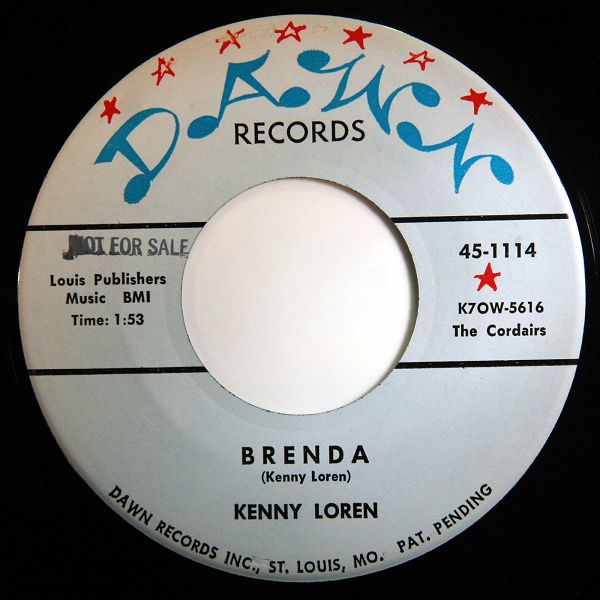 DAWN
RECORDS
NOT FOR SALE
Louis Publishers
Music BMI
Time: 1:53
45-1114
K7OW-5616
The Cordairs
BRENDA
(Kenny Loren)
KENNY LOREN
DAWN RECORDS INC., ST. LOUIS, MO. PAT. PENDING